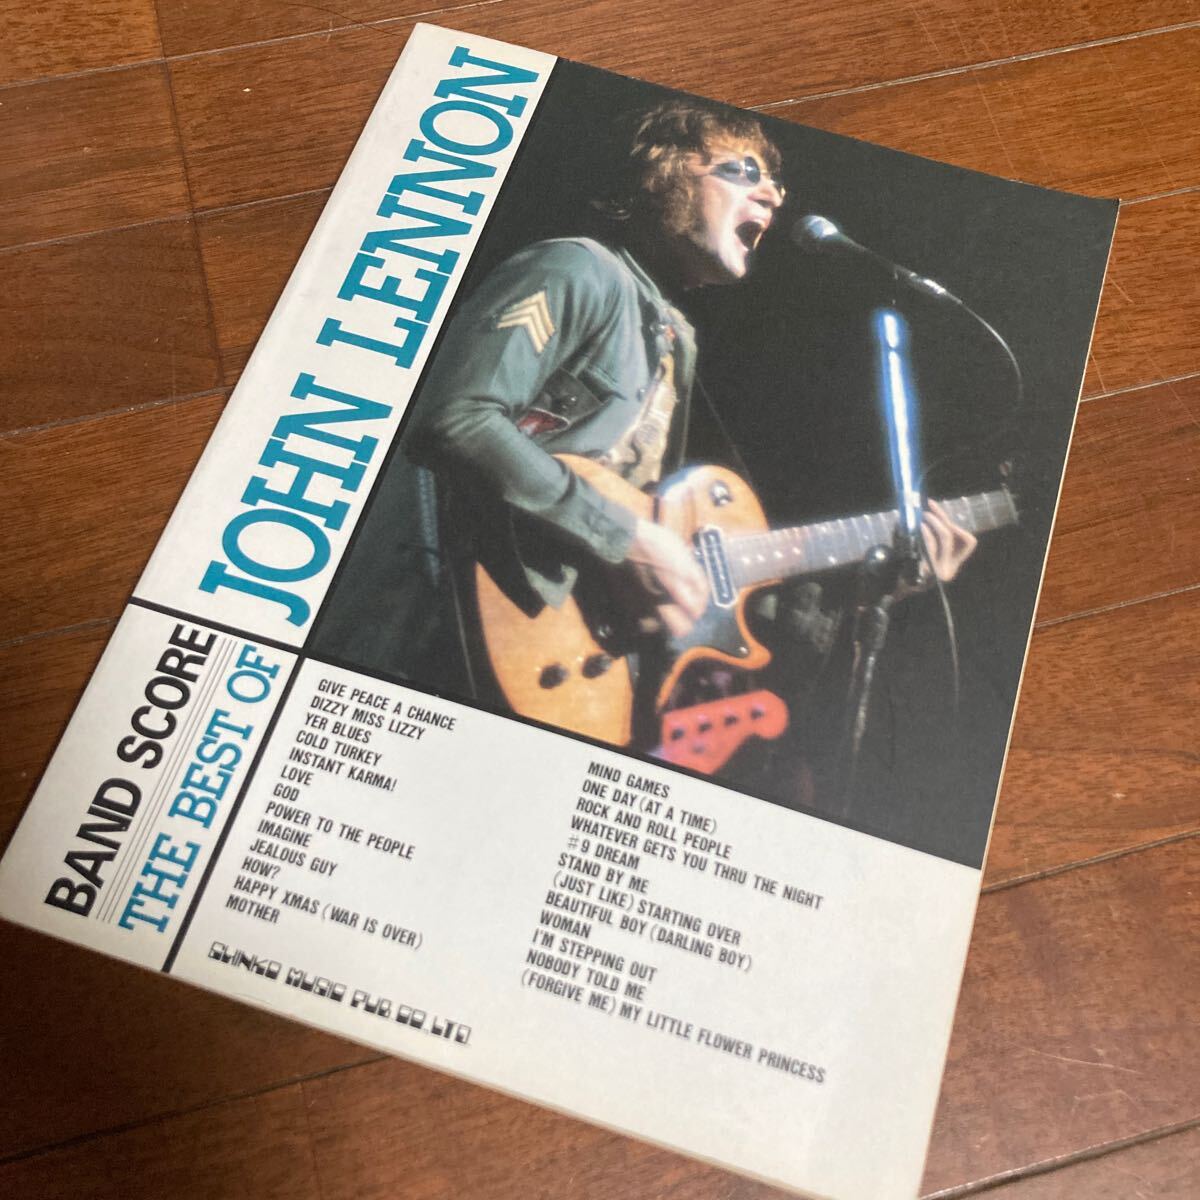 JOHN LENNON
BAND SCORE
THE BEST OF
GIVE PEACE A CHANCE
DIZZY MISS LIZZY
YER BLUES
COLD TURKEY
INSTANT KARMA!
LOVE
GOD
POWER TO THE PEOPLE
IMAGINE
JEALOUS GUY
HOW?
HAPPY XMAS (WAR IS OVER)
MOTHER
MIND GAMES
ONE DAY (AT A TIME)
ROCK AND ROLL PEOPLE
WHATEVER GETS YOU THRU THE NIGHT
#9 DREAM
STAND BY ME
(JUST LIKE) STARTING OVER
BEAUTIFUL BOY (DARLING BOY)
WOMAN
I'M STEPPING OUT
NOBODY TOLD ME
(FORGIVE ME) MY LITTLE FLOWER PRINCESS
SHINKO MUSIC PUB CO., LTD